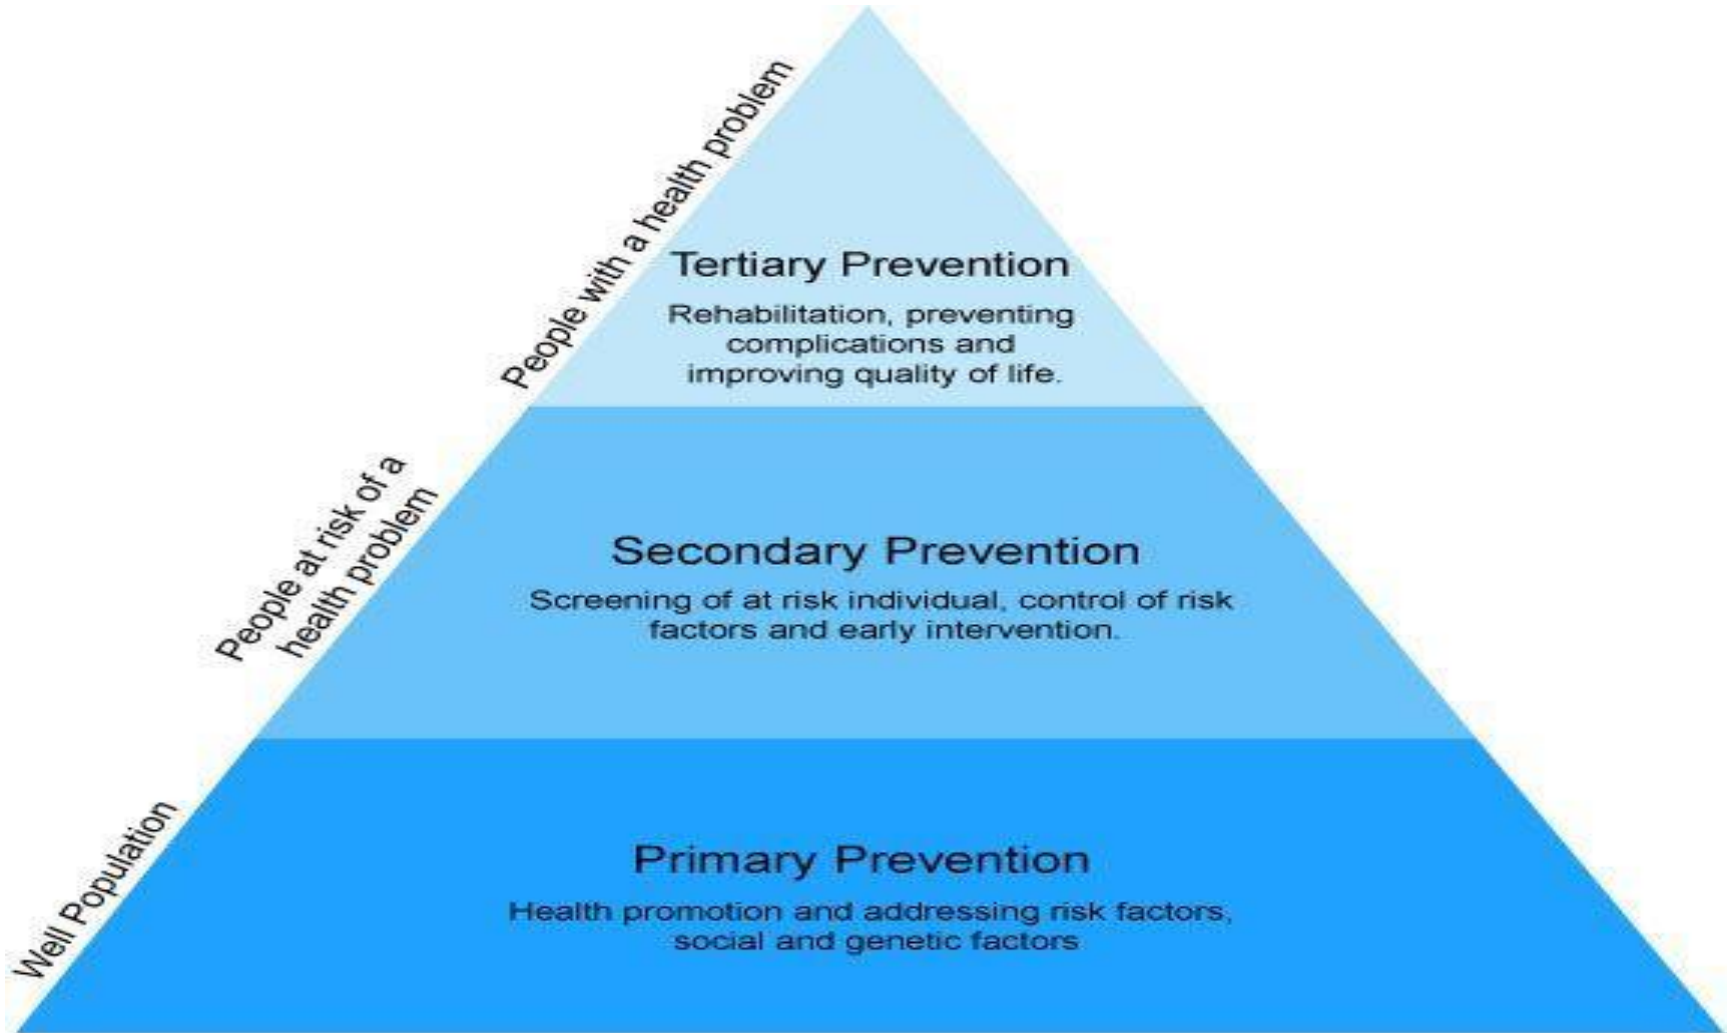 People with a health problem
Tertiary Prevention
Rehabilitation, preventing
complications and
improving quality of life.
People at risk of a
health problem
Secondary Prevention
Screening of at risk individual, control of risk
factors and early intervention.
Well Population
Primary Prevention
Health promotion and addressing risk factors,
social and genetic factors